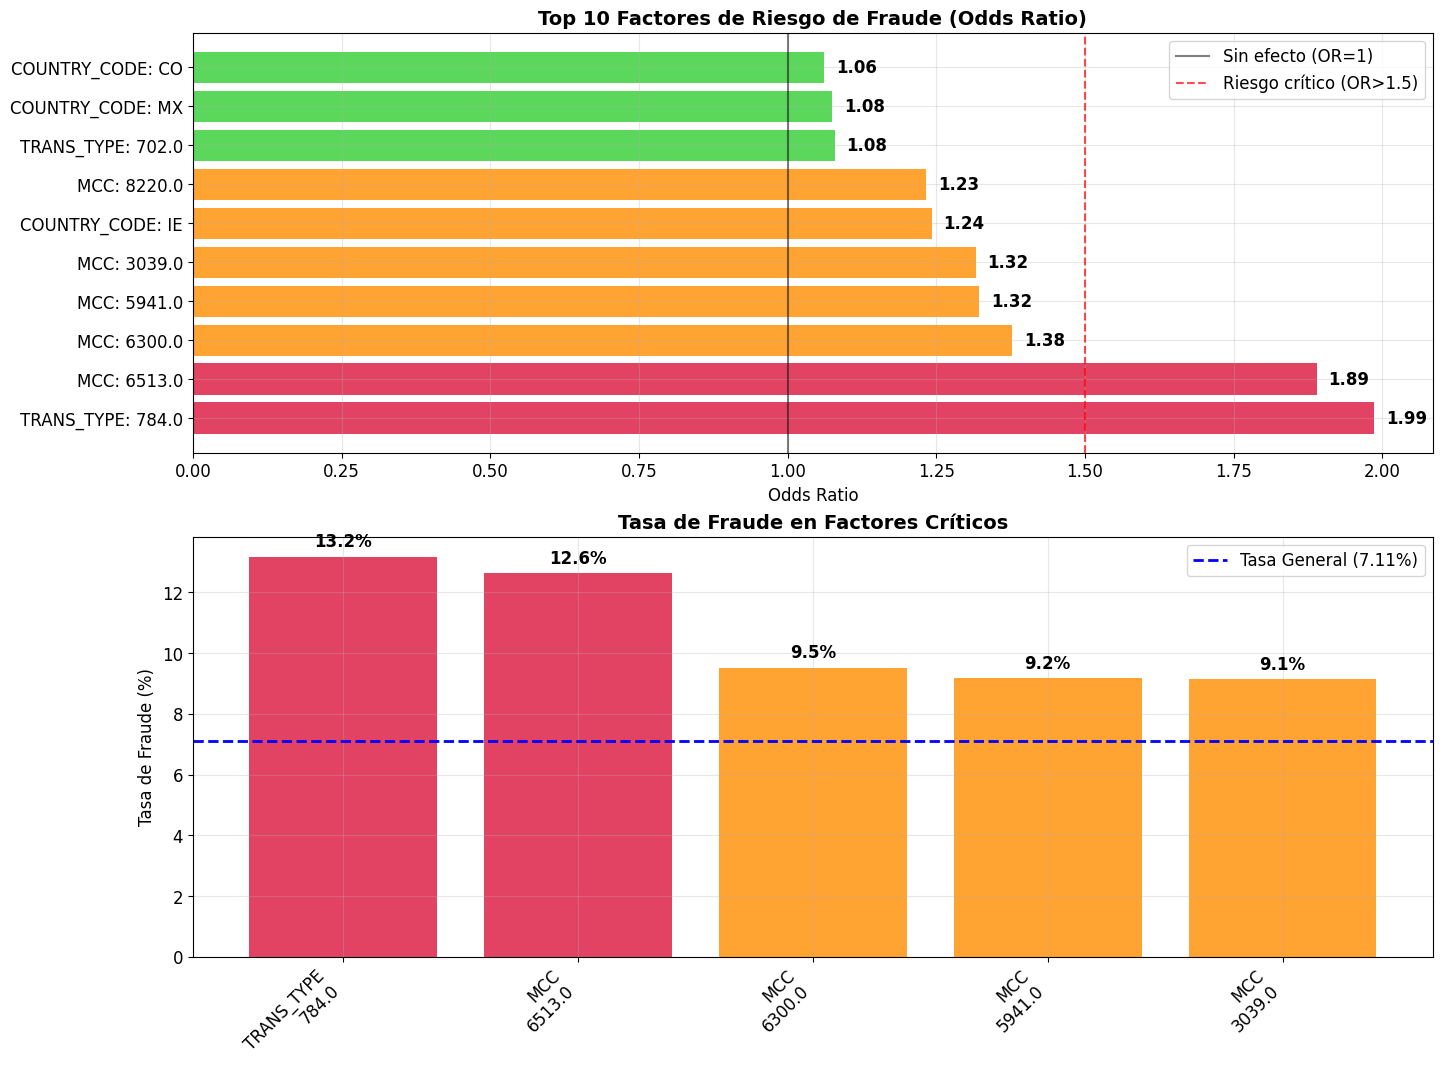 Top 10 Factores de Riesgo de Fraude (Odds Ratio)
Sin efecto (OR=1)
Riesgo crítico (OR>1.5)
COUNTRY_CODE: CO
1.06
COUNTRY_CODE: MX
1.08
TRANS_TYPE: 702.0
1.08
MCC: 8220.0
1.23
COUNTRY_CODE: IE
1.24
MCC: 3039.0
1.32
MCC: 5941.0
1.32
MCC: 6300.0
1.38
MCC: 6513.0
1.89
TRANS_TYPE: 784.0
1.99
0.00 0.25 0.50 0.75 1.00 1.25 1.50 1.75 2.00
Odds Ratio
Tasa de Fraude en Factores Críticos
Tasa General (7.11%)
13.2%
12.6%
9.5%
9.2%
9.1%
Tasa de Fraude (%)
12
10
8
6
4
2
0
TRANS_TYPE
784.0
MCC
6513.0
MCC
6300.0
MCC
5941.0
MCC
3039.0